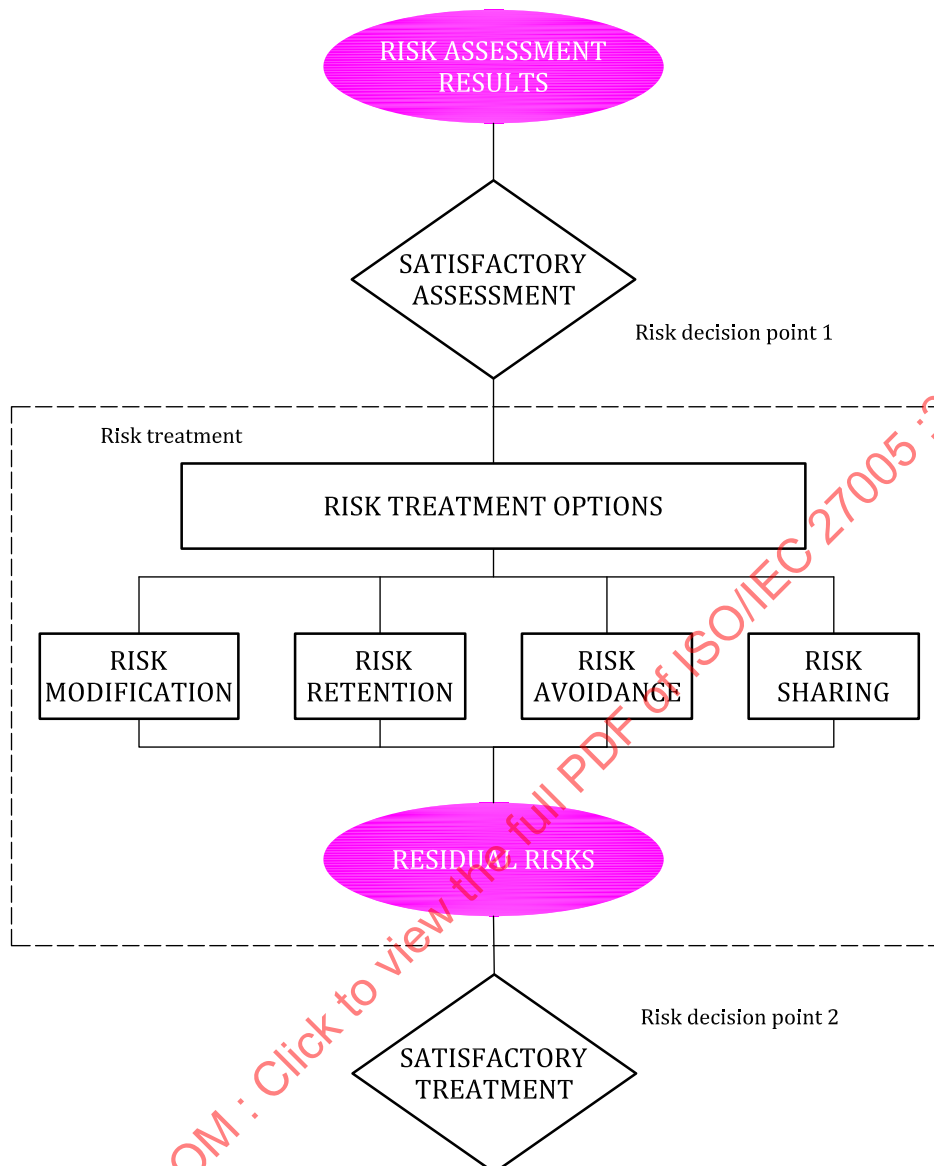 RISK ASSESSMENT
RESULTS
SATISFACTORY
ASSESSMENT
Risk decision point 1
Risk treatment
RISK TREATMENT OPTIONS
RISK
MODIFICATION
RISK
RETENTION
RISK
AVOIDANCE
RISK
SHARING
RESIDUAL RISKS
Risk decision point 2
SATISFACTORY
TREATMENT
OM : Click to view the full PDF of ISO/IEC 27005 :